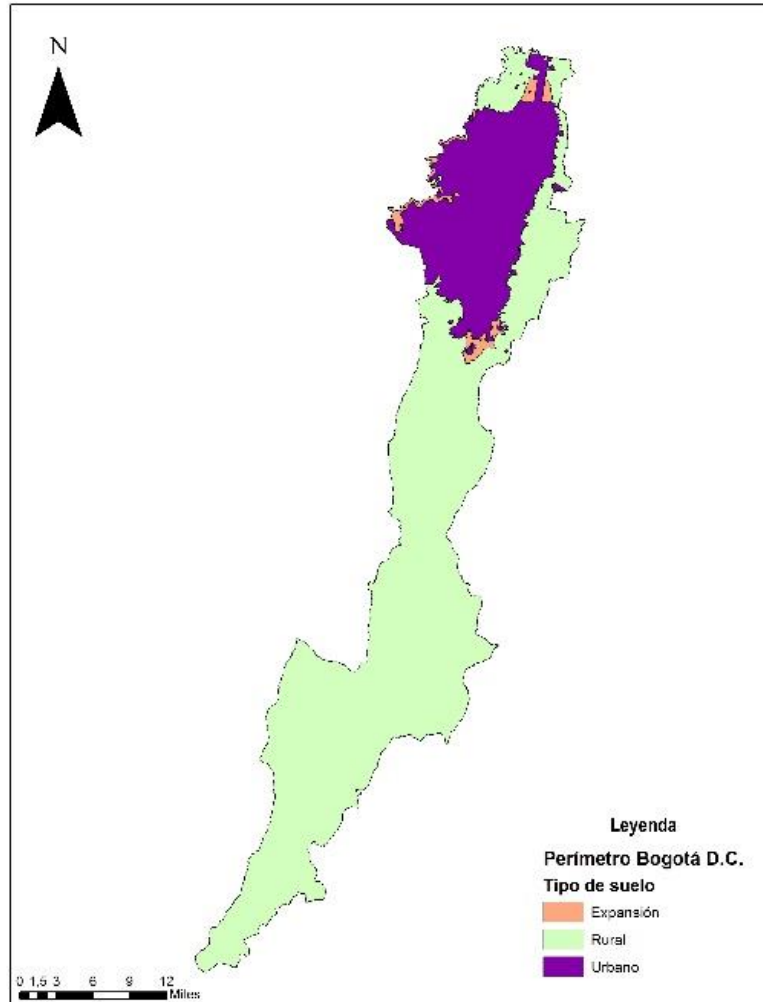 N
Leyenda
Perímetro Bogotá D.C.
Tipo de suelo
Expansión
Rural
Urbano
0 1,5 3 6 9 12
Miles